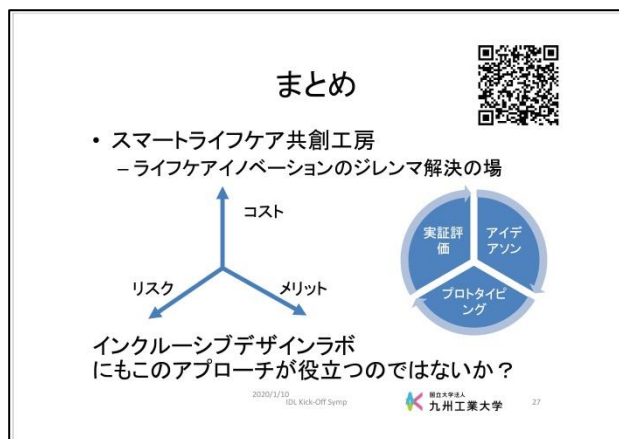 まとめ
• スマートライフケア共創工房
–ライフケアイノベーションのジレンマ解決の場
コスト
リスク
メリット
実証評
価
アイデ
アソン
プロトタイピ
ング
インクルーシブデザインラボ
にもこのアプローチが役立つのではないか？
2020/1/10
IDL Kick-Off Symp
国立大学法人
九州工業大学
27